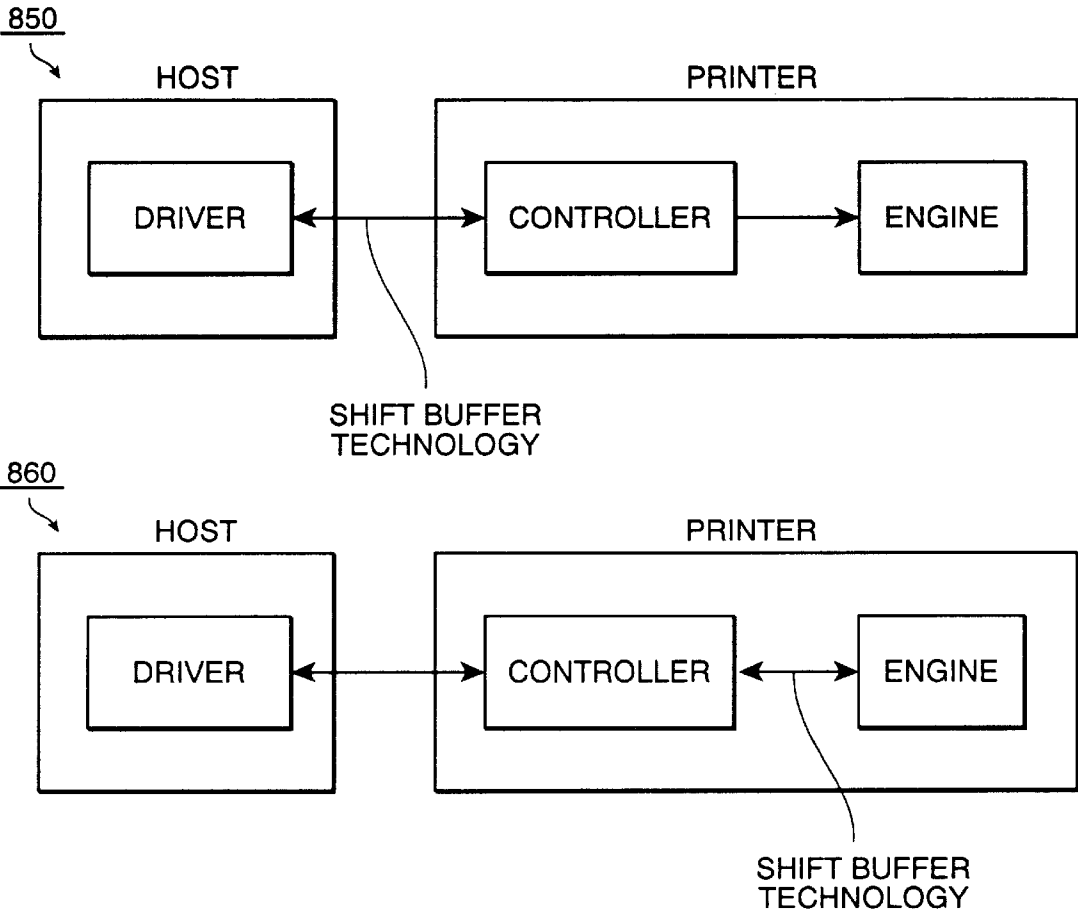 850
HOST
PRINTER
DRIVER
CONTROLLER
ENGINE
SHIFT BUFFER
TECHNOLOGY
860
HOST
PRINTER
DRIVER
CONTROLLER
ENGINE
SHIFT BUFFER
TECHNOLOGY